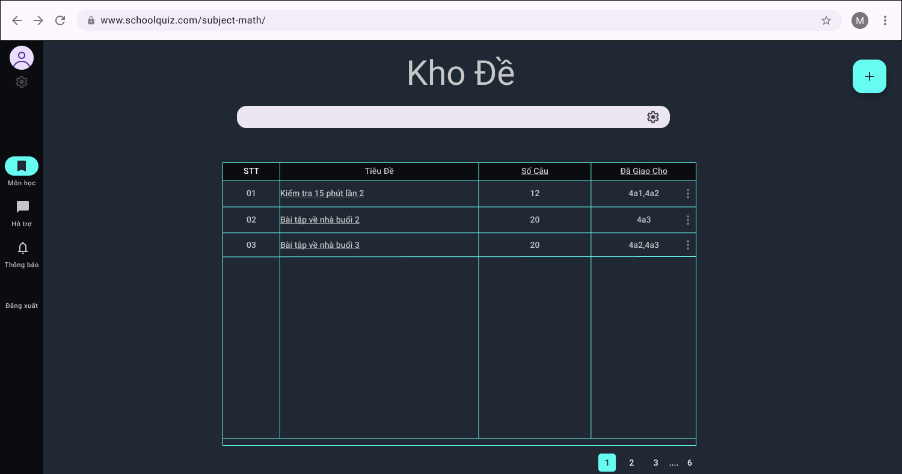 www.schoolquiz.com/subject-math/
M
Kho Đề
+
Môn học
Hỗ trợ
Thông báo
Đăng xuất
STT Tiêu Đề Số Câu Đã Giao Cho
01 Kiểm tra 15 phút lần 2 12 4a1,4a2
02 Bài tập về nhà buổi 2 20 4a3
03 Bài tập về nhà buổi 3 20 4a2,4a3
1 2 3 .... 6